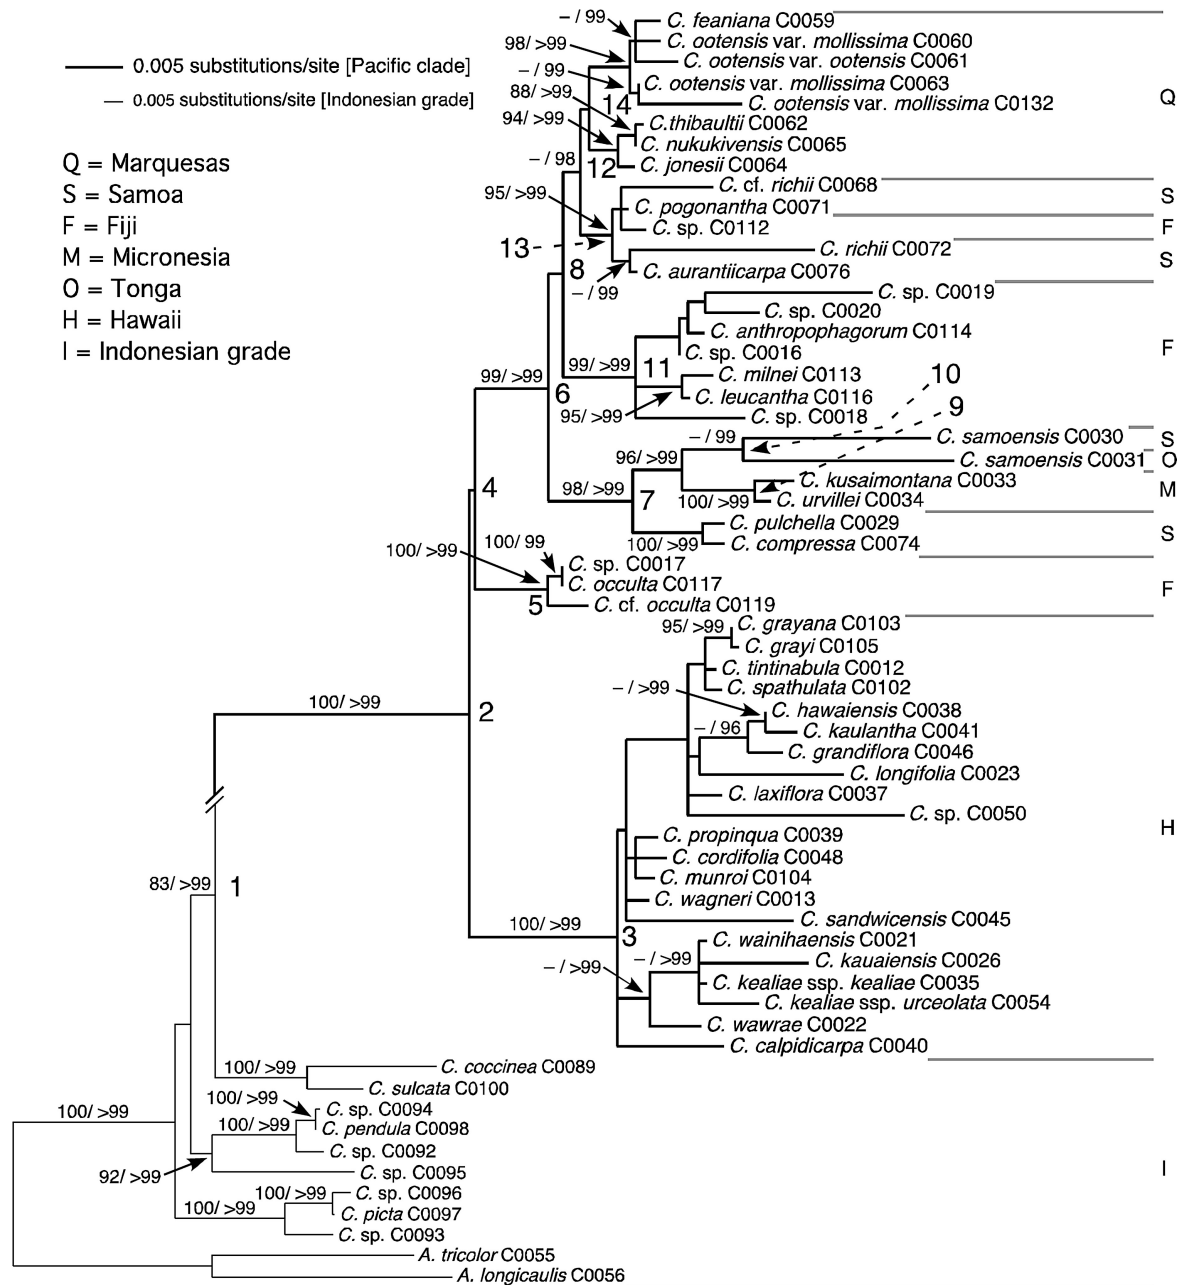 – / 99
C. feaniana C0059
98/ >99
C. ootensis var. mollissima C0060
0.005 substitutions/site [Pacific clade]
C. ootensis var. ootensis C0061
– / 99
C. ootensis var. mollissima C0063
0.005 substitutions/site [Indonesian grade]
88/ >99
14
C. ootensis var. mollissima C0132
Q
94/ >99
C.thibaultii C0062
C. nukukivensis C0065
Q = Marquesas
– / 98
12
C. jonesii C0064
S = Samoa
95/ >99
C. cf. richii C0068
S
C. pogonantha C0071
F = Fiji
C. sp. C0112
F
13
C. richii C0072
M = Micronesia
8
S
C. aurantiicarpa C0076
O = Tonga
– / 99
C. sp. C0019
H = Hawaii
C. sp. C0020
C. anthropophagorum C0114
I = Indonesian grade
C. sp. C0016
F
99/ >99
11
C. milnei C0113
10
99/ >99
6
C. leucantha C0116
9
95/ >99
C. sp. C0018
– / 99
C. samoensis C0030
S
96/ >99
C. samoensis C0031
O
4
98/ >99
7
C. kusaimontana C0033
M
100/ >99
C. urvillei C0034
C. pulchella C0029
S
100/ >99
C. compressa C0074
100/ >99
100/ 99
C. sp. C0017
C. occulta C0117
F
5
C. cf. occulta C0119
95/ >99
C. grayana C0103
C. grayi C0105
C. tintinabula C0012
– / >99
C. spathulata C0102
100/ >99
2
C. hawaiensis C0038
– / 96
C. kaulantha C0041
C. grandiflora C0046
C. longifolia C0023
C. laxiflora C0037
C. sp. C0050
H
C. propinqua C0039
C. cordifolia C0048
83/ >99
1
C. munroi C0104
C. wagneri C0013
100/ >99
C. sandwicensis C0045
3
C. wainihaensis C0021
– / >99
– / >99
C. kauaiensis C0026
C. kealiae ssp. kealiae C0035
C. kealiae ssp. urceolata C0054
C. wawrae C0022
C. calpidicarpa C0040
100/ >99
C. coccinea C0089
C. sulcata C0100
100/ >99
C. sp. C0094
100/ >99
100/ >99
C. pendula C0098
C. sp. C0092
92/ >99
C. sp. C0095
I
100/ >99
C. sp. C0096
100/ >99
C. picta C0097
C. sp. C0093
A. tricolor C0055
A. longicaulis C0056